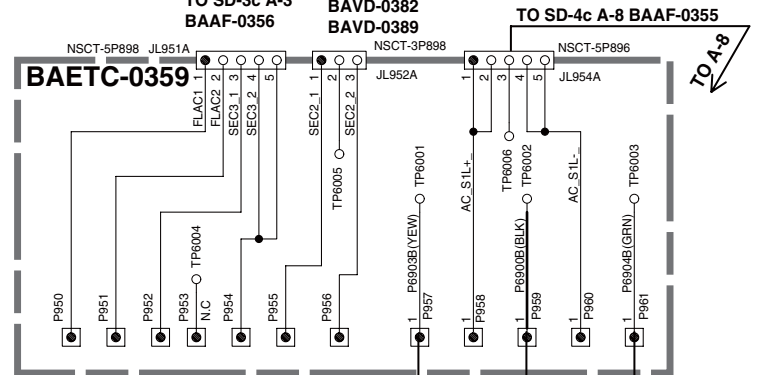 TO SD-3c A-3
BAAF-0356
BAVD-0382
BAVD-0389
TO SD-4c A-8 BAAF-0355
TO A-8
NSCT-5P898 JL951A
NSCT-3P898
JL952A
NSCT-5P896
JL954A
BAETC-0359
1
2
3
4
5
1
2
3
1
2
3
4
5
FLAC1
FLAC2
SEC3_1
SEC3_2
SEC2_1
SEC2_2
TP6005
TP6001
AC_S1L+_
TP6006
TP6002
AC_S1L-_
TP6003
TP6004
N.C
P6903B(YEW)
P6900B(BLK)
P6904B(GRN)
P950
P951
P952
P953
P954
P955
P956
1
P957
1
P958
1
P959
1
P960
1
P961